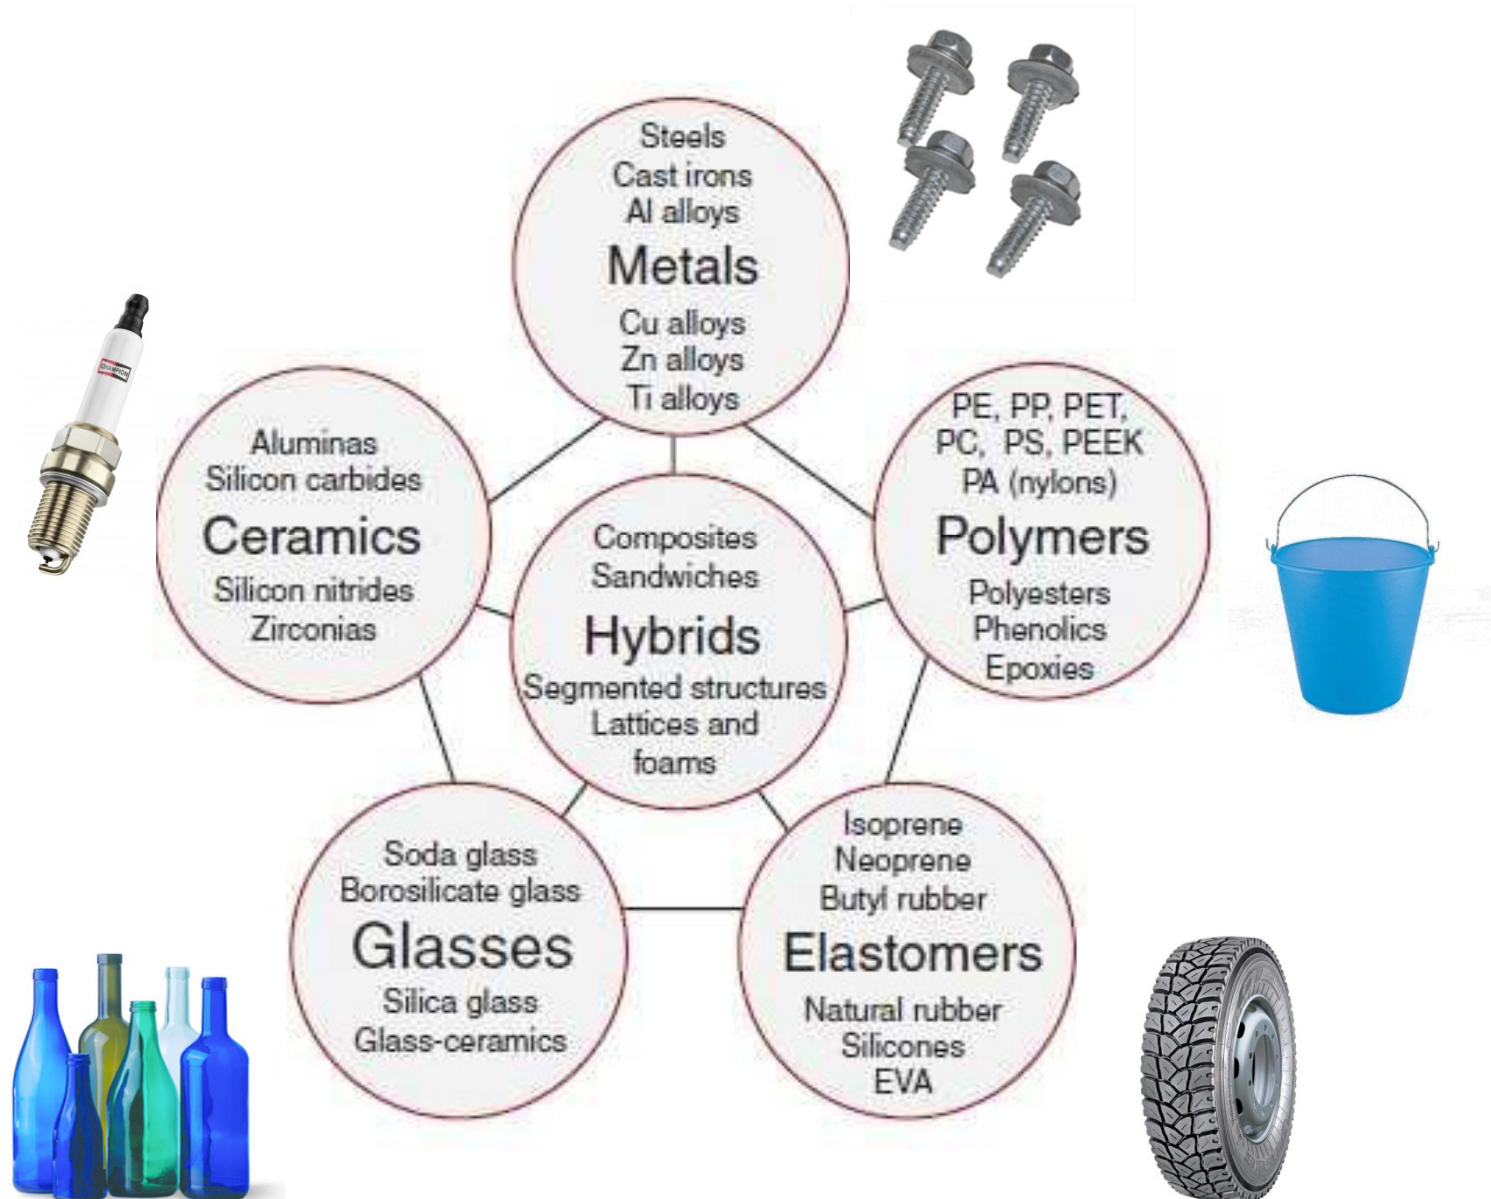 Steels
Cast irons
Al alloys
Metals
Cu alloys
Zn alloys
Ti alloys
CHAMPION
Aluminas
Silicon carbides
Ceramics
Silicon nitrides
Zirconias
Composites
Sandwiches
Hybrids
Segmented structures
Lattices and
foams
PE, PP, PET,
PC, PS, PEEK
PA (nylons)
Polymers
Polyesters
Phenolics
Epoxies
Soda glass
Borosilicate glass
Glasses
Silica glass
Glass-ceramics
Isoprene
Neoprene
Butyl rubber
Elastomers
Natural rubber
Silicones
EVA